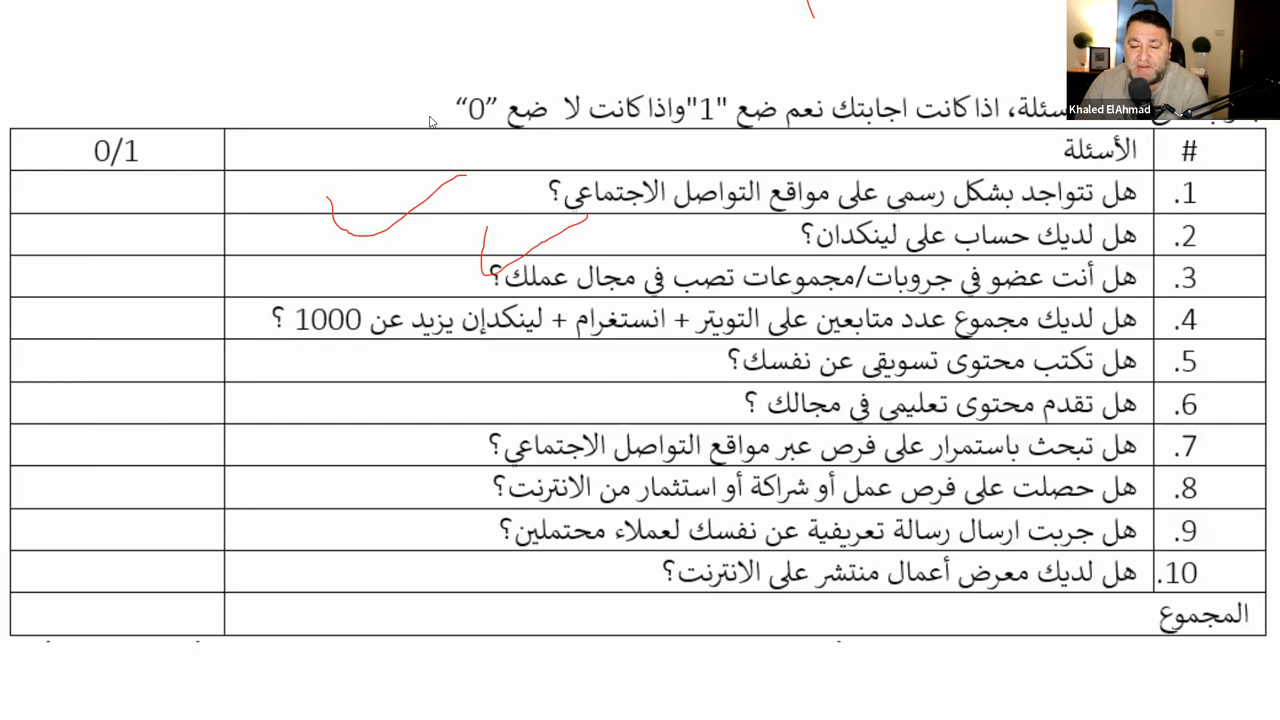 Khaled ElAhmad
اذا كانت اجابتك نعم ضع "1"واذا كانت لا ضع "0”
# الأسئلة 0/1
1. هل تتواجد بشكل رسمي على مواقع التواصل الاجتماعي؟
2. هل لديك حساب على لينكدان؟
3. هل أنت عضو في جروبات/مجموعات تصب في مجال عملك؟
4. هل لديك مجموع عدد متابعين على التويتر + انستغرام + لينكدإن يزيد عن 1000 ؟
5. هل تكتب محتوى تسويقي عن نفسك؟
6. هل تقدم محتوى تعليمي في مجالك ؟
7. هل تبحث باستمرار على فرص عبر مواقع التواصل الاجتماعي؟
8. هل حصلت على فرص عمل أو شراكة أو استثمار من الانترنت؟
9. هل جربت ارسال رسالة تعريفية عن نفسك لعملاء محتملين؟
10. هل لديك معرض أعمال منتشر على الانترنت؟
المجموع